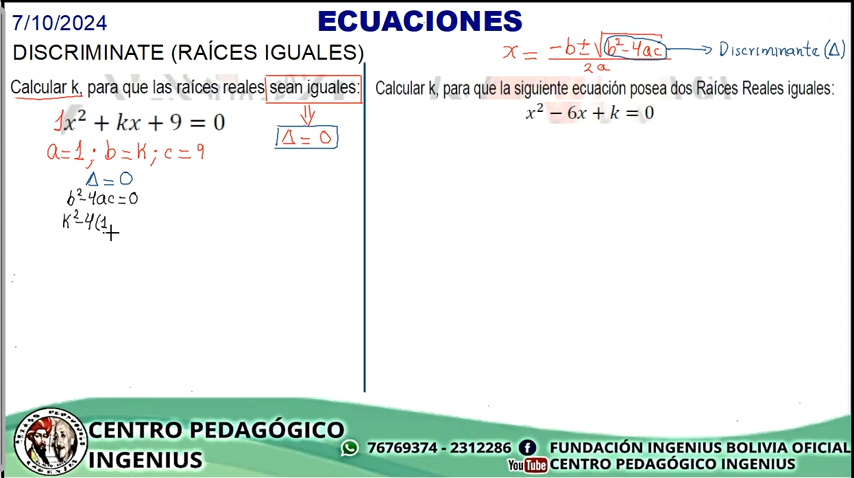 7/10/2024
ECUACIONES
DISCRIMINATE (RAÍCES IGUALES)
x = -b ± √b²-4ac / 2a → Discriminante (Δ)
Calcular k, para que las raíces reales sean iguales:
1x² + kx + 9 = 0
Δ = 0
a=1 ; b=K ; c=9
Δ = 0
b²-4ac=0
K²-4(1
Calcular k, para que la siguiente ecuación posea dos Raíces Reales iguales:
x² − 6x + k = 0
CENTRO PEDAGÓGICO
INGENIUS
76769374 - 2312286
FUNDACIÓN INGENIUS BOLIVIA OFICIAL
YouTube CENTRO PEDAGÓGICO INGENIUS